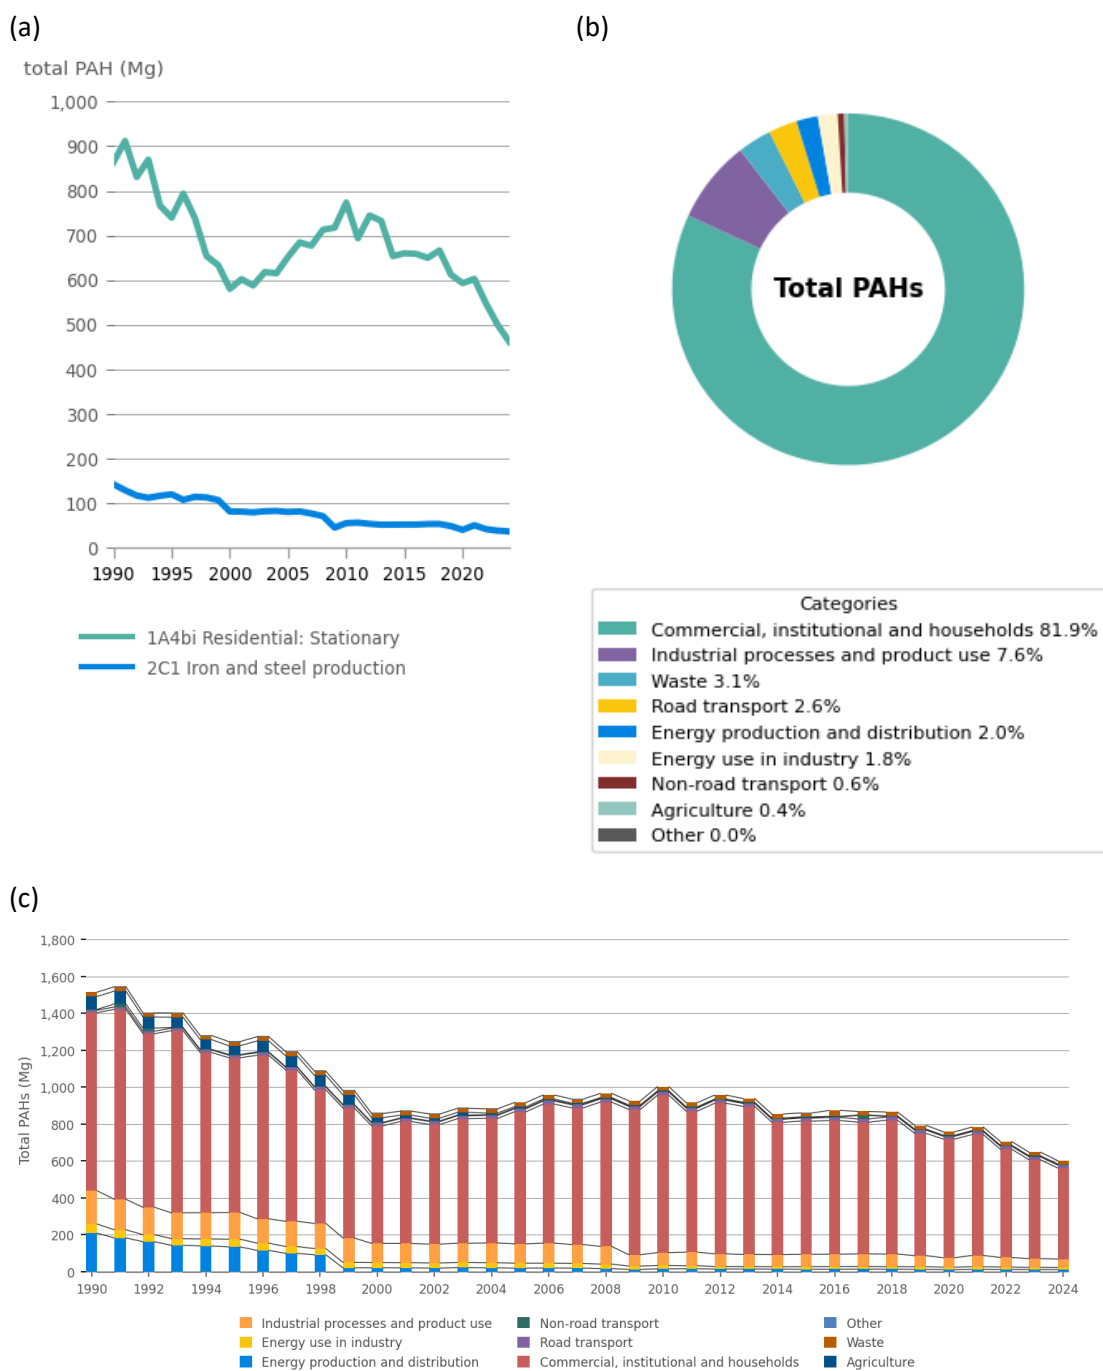 (a)
(b)
total PAH (Mg)
1,000
900
800
700
600
500
400
300
200
100
0
1990 1995 2000 2005 2010 2015 2020
1A4bi Residential: Stationary
2C1 Iron and steel production
Total PAHs
Categories
Commercial, institutional and households 81.9%
Industrial processes and product use 7.6%
Waste 3.1%
Road transport 2.6%
Energy production and distribution 2.0%
Energy use in industry 1.8%
Non-road transport 0.6%
Agriculture 0.4%
Other 0.0%
(c)
Total PAHs (Mg)
1,800
1,600
1,400
1,200
1,000
800
600
400
200
0
1990 1992 1994 1996 1998 2000 2002 2004 2006 2008 2010 2012 2014 2016 2018 2020 2022 2024
Industrial processes and product use
Energy use in industry
Energy production and distribution
Non-road transport
Road transport
Commercial, institutional and households
Other
Waste
Agriculture